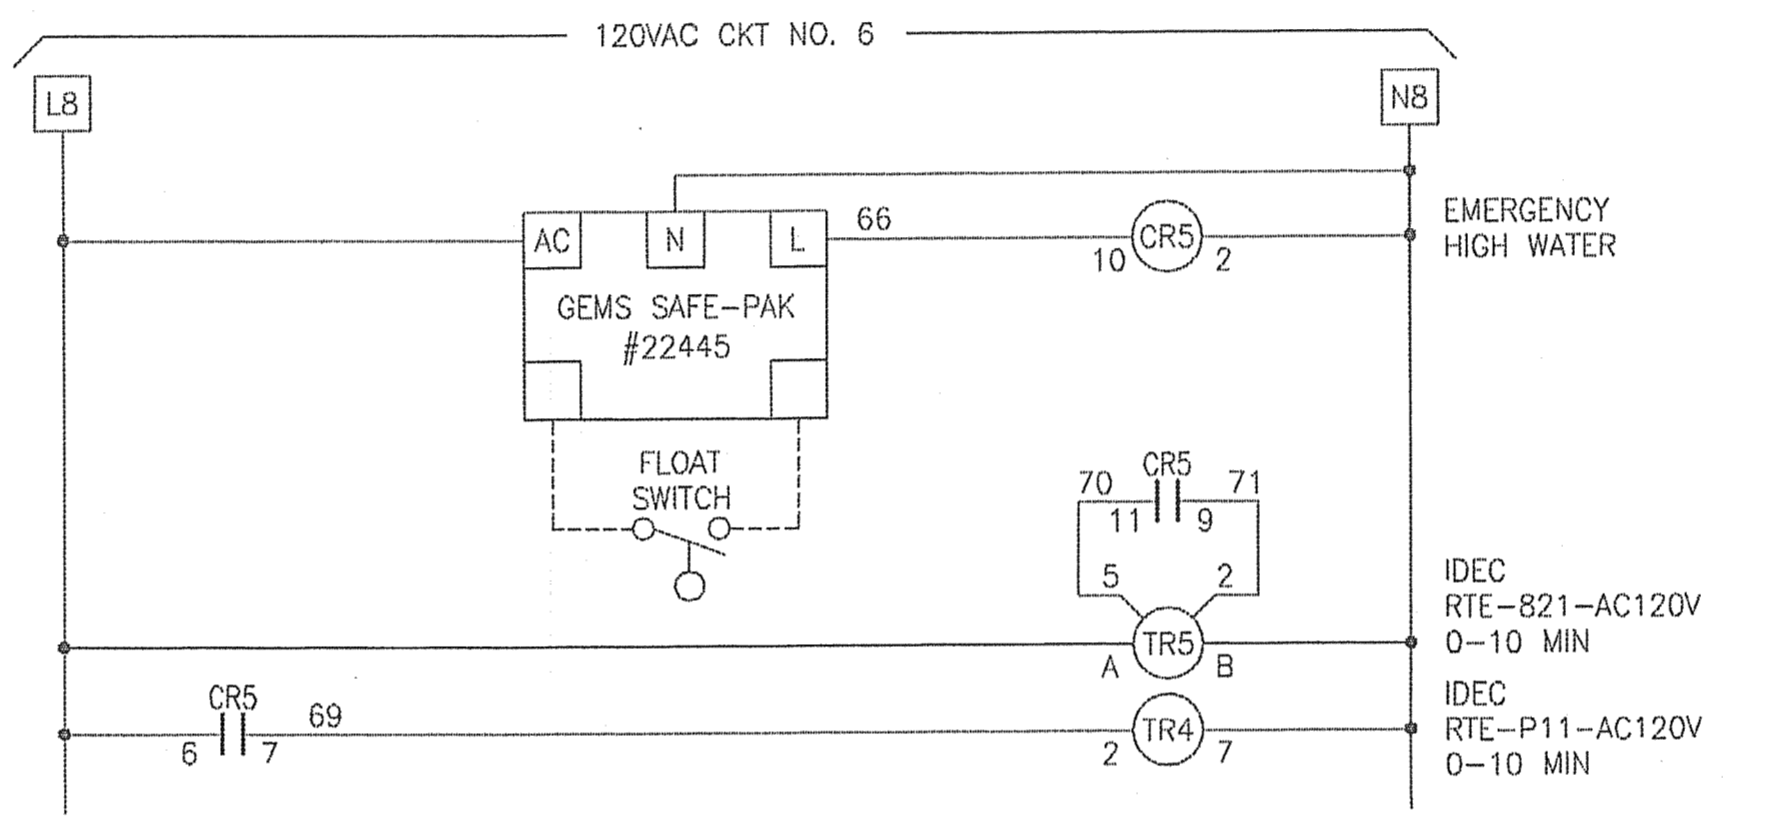 120VAC CKT NO. 6
L8
N8
AC
N
L
66
CR5
10
2
EMERGENCY
HIGH WATER
GEMS SAFE-PAK
#22445
FLOAT
SWITCH
CR5
70
71
11
9
5
2
TR5
A
B
IDEC
RTE-821-AC120V
0-10 MIN
CR5
6
7
69
TR4
2
7
IDEC
RTE-P11-AC120V
0-10 MIN